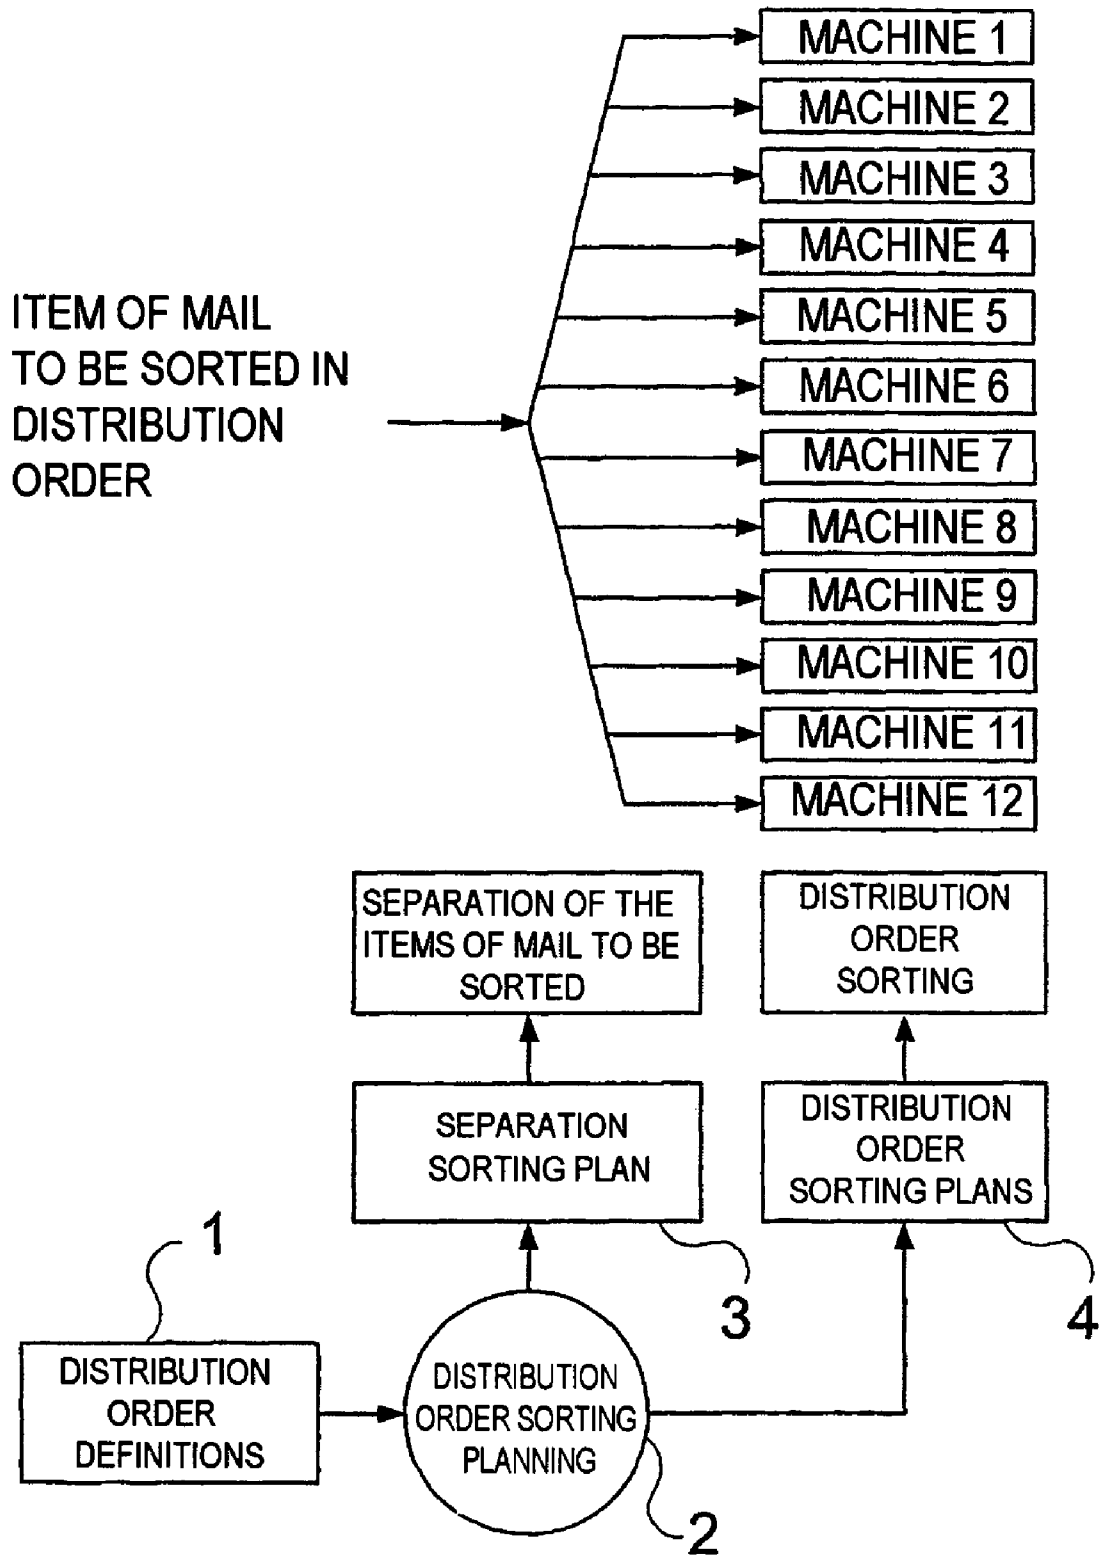 MACHINE 1
MACHINE 2
MACHINE 3
MACHINE 4
MACHINE 5
MACHINE 6
MACHINE 7
MACHINE 8
MACHINE 9
MACHINE 10
MACHINE 11
MACHINE 12
ITEM OF MAIL
TO BE SORTED IN
DISTRIBUTION
ORDER
SEPARATION OF THE
ITEMS OF MAIL TO BE
SORTED
DISTRIBUTION
ORDER
SORTING
SEPARATION
SORTING PLAN
3
DISTRIBUTION
ORDER
SORTING PLANS
4
1
DISTRIBUTION
ORDER
DEFINITIONS
DISTRIBUTION
ORDER SORTING
PLANNING
2